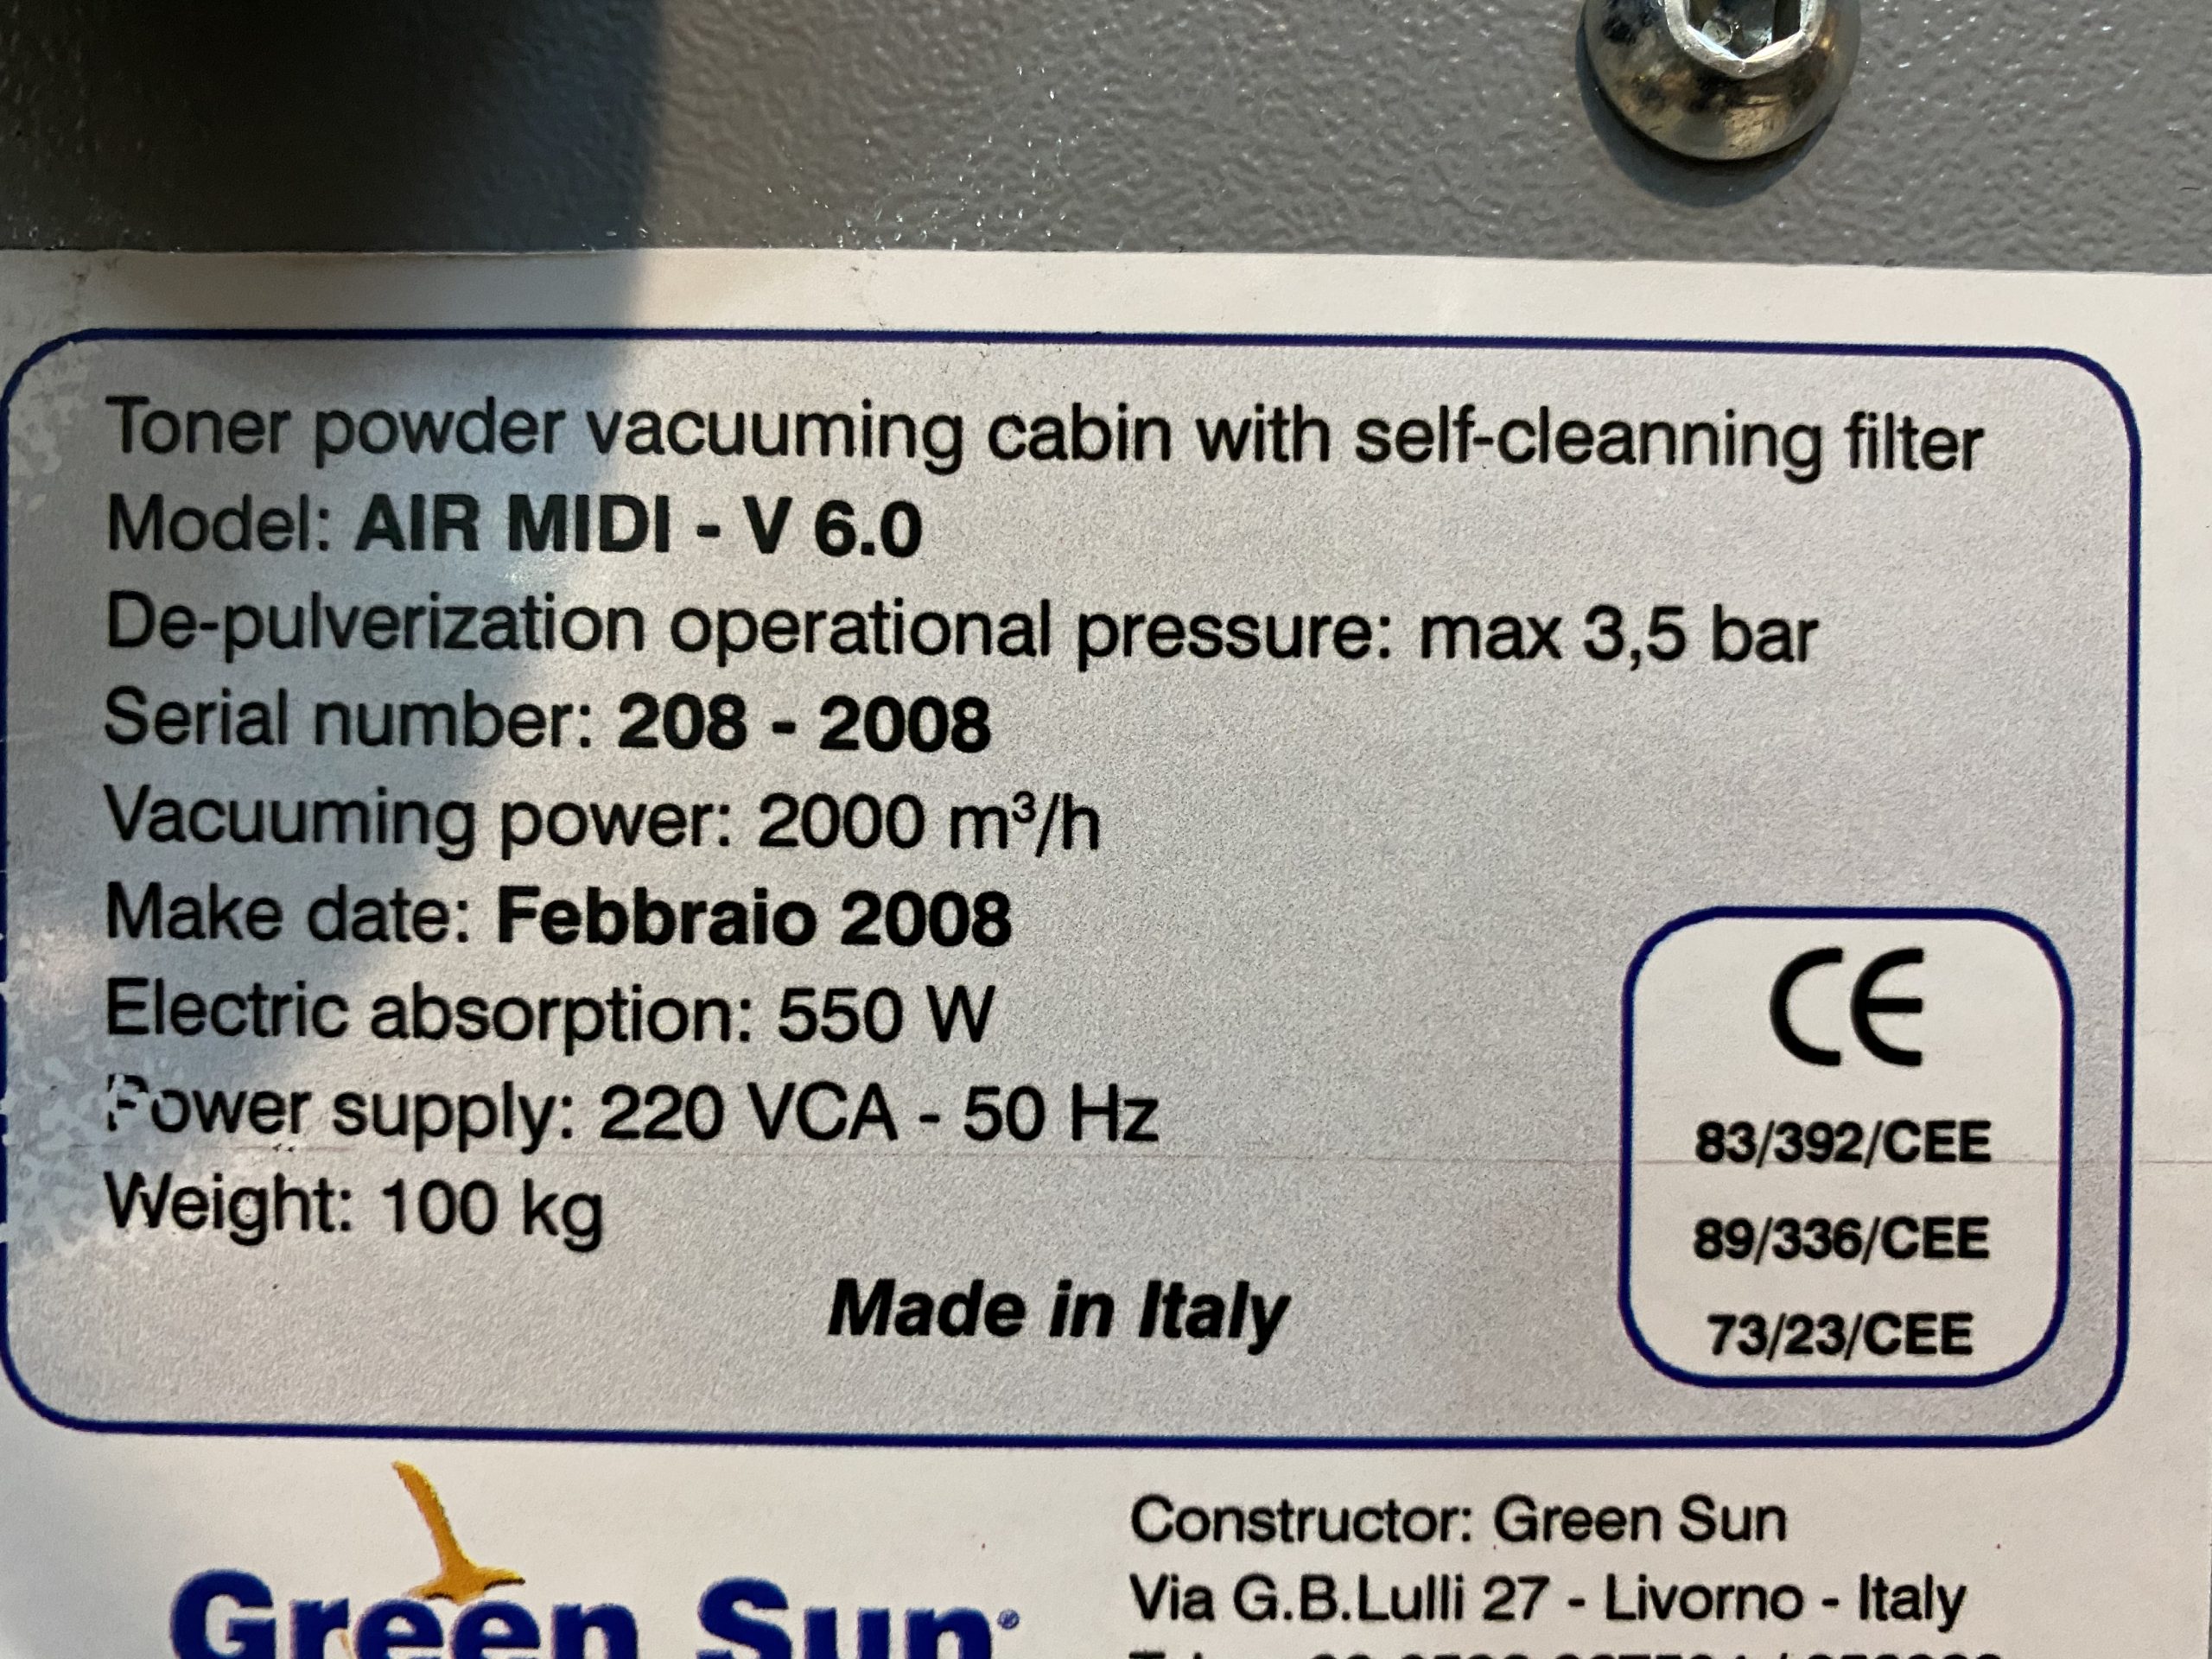 Toner powder vacuuming cabin with self-cleanning filter
Model: AIR MIDI - V 6.0
De-pulverization operational pressure: max 3,5 bar
Serial number: 208 - 2008
Vacuuming power: 2000 m³/h
Make date: Febbraio 2008
Electric absorption: 550 W
Power supply: 220 VCA - 50 Hz
Weight: 100 kg
Made in Italy
CE
83/392/CEE
89/336/CEE
73/23/CEE
Green Sun®
Constructor: Green Sun
Via G.B.Lulli 27 - Livorno - Italy